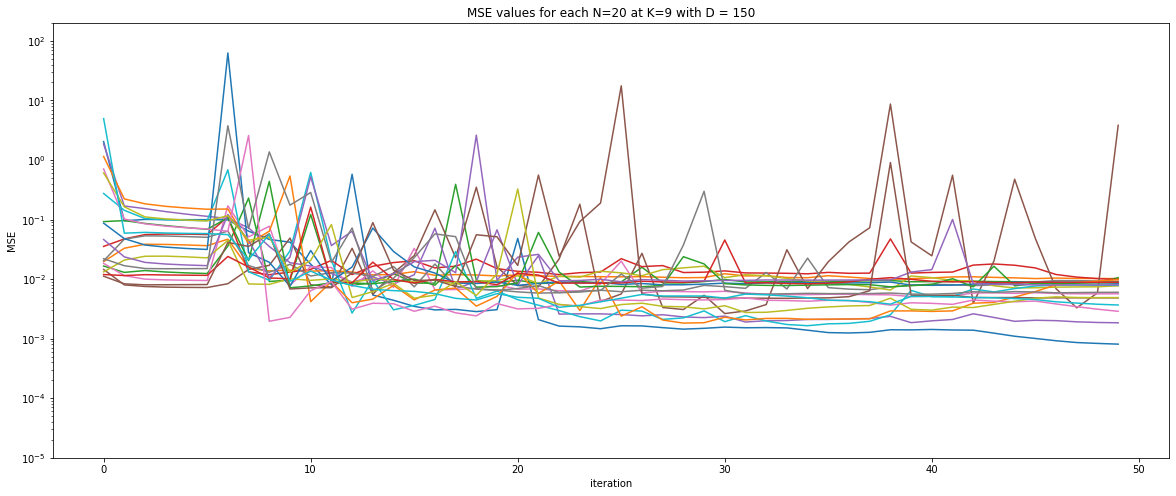 MSE values for each N=20 at K=9 with D = 150
10²
10¹
10⁰
10⁻¹
10⁻²
10⁻³
10⁻⁴
10⁻⁵
MSE
0 10 20 30 40 50
iteration